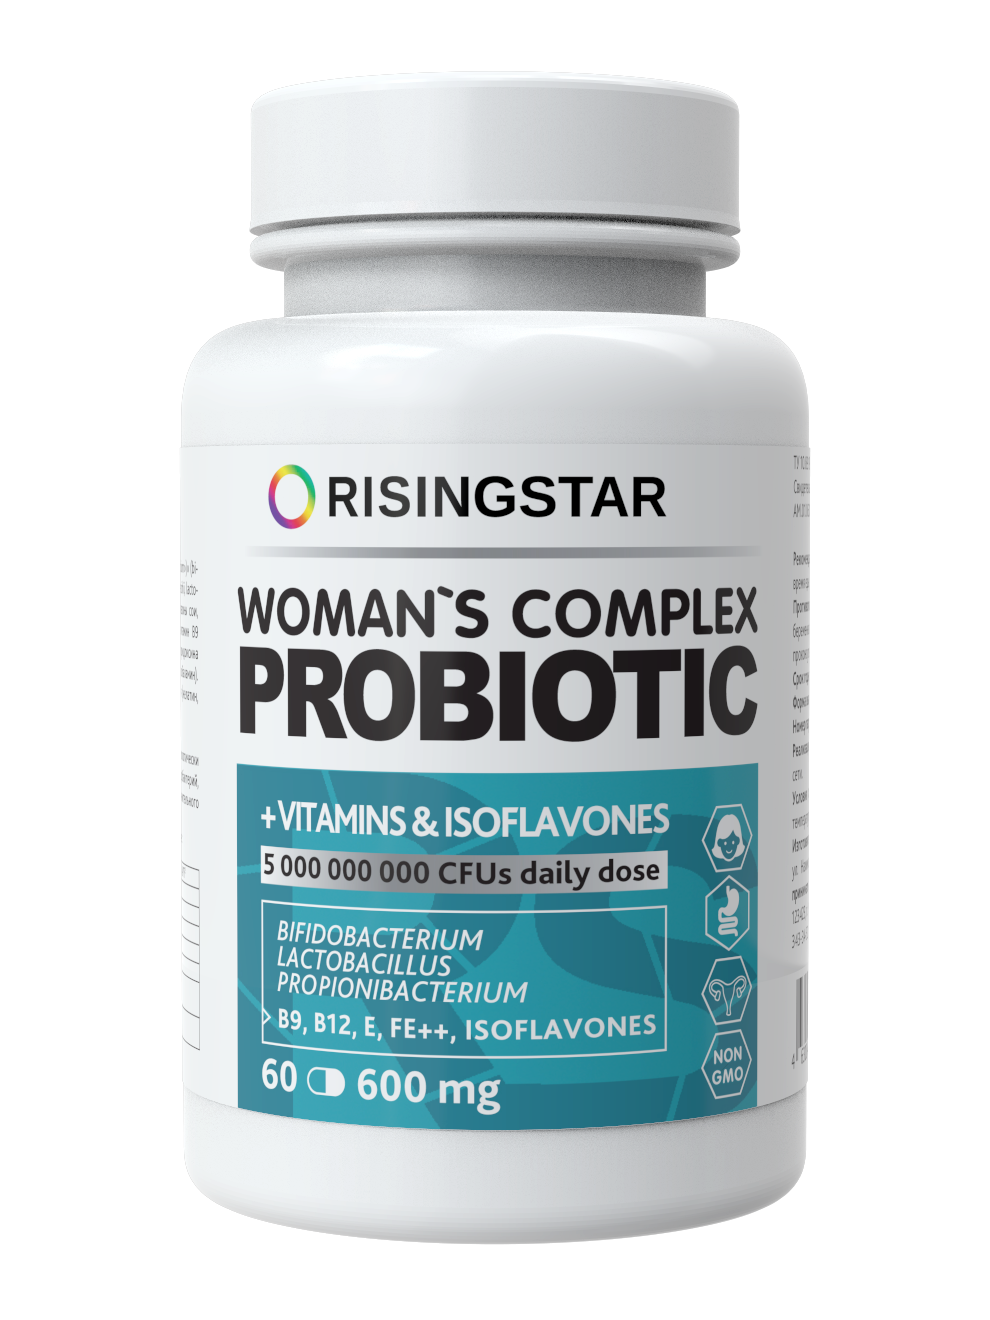 RISINGSTAR
WOMAN`S COMPLEX
PROBIOTIC
+VITAMINS & ISOFLAVONES
5 000 000 000 CFUs daily dose
BIFIDOBACTERIUM
LACTOBACILLUS
PROPIONIBACTERIUM
B9, B12, E, FE++, ISOFLAVONES
60 600 mg
NON
GMO